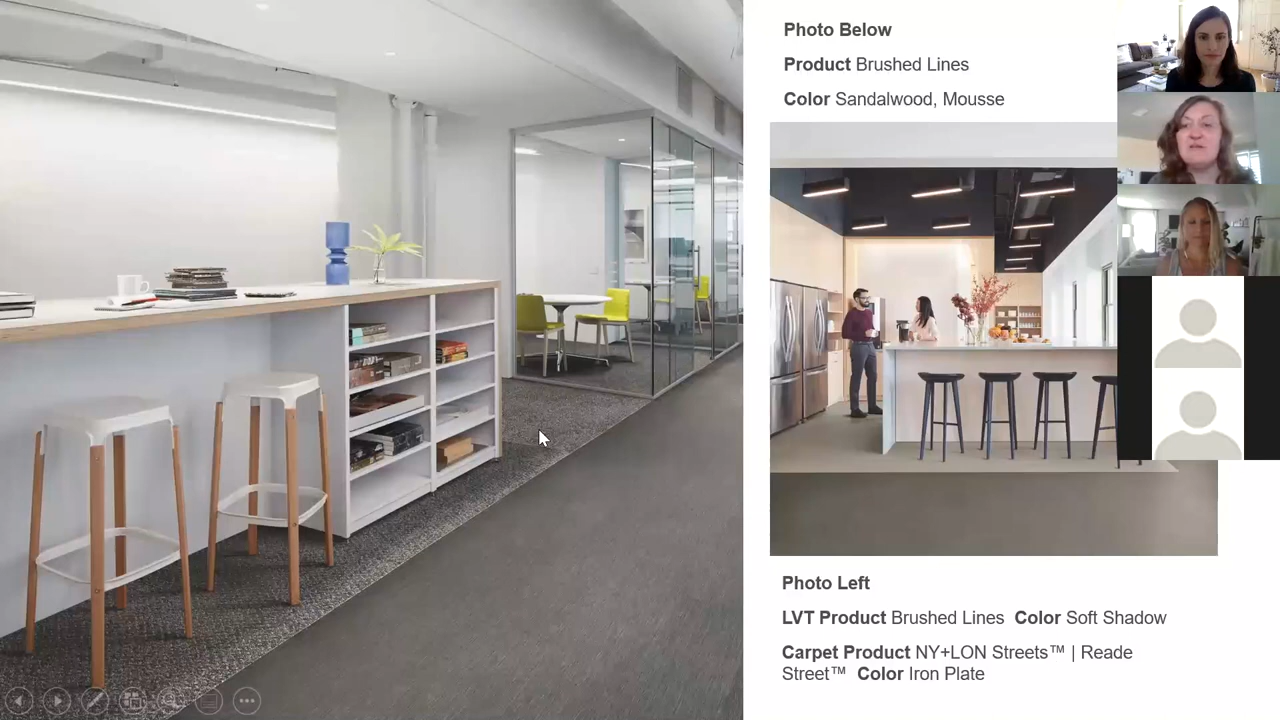 Photo Below
Product Brushed Lines
Color Sandalwood, Mousse
Photo Left
LVT Product Brushed Lines  Color Soft Shadow
Carpet Product NY+LON Streets™ | Reade
Street™  Color Iron Plate